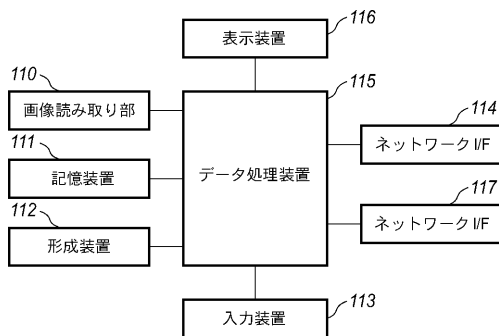 116
表示装置
110
115
画像読み取り部
114
111
ネットワーク I/F
記憶装置
データ処理装置
117
112
ネットワーク I/F
形成装置
113
入力装置